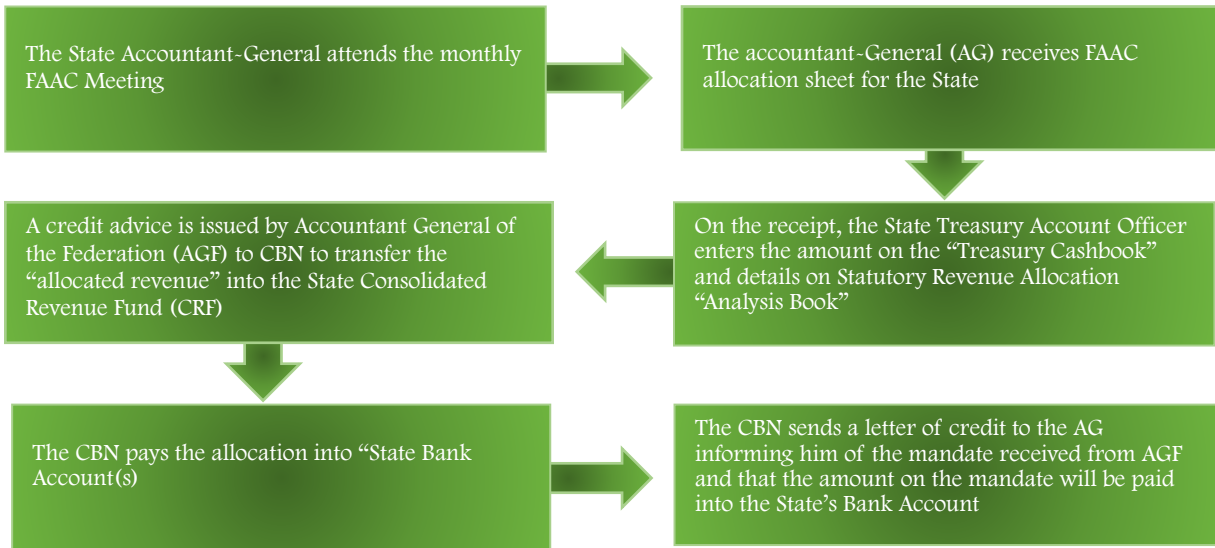 The State Accountant-General attends the monthly
FAAC Meeting
The accountant-General (AG) receives FAAC
allocation sheet for the State
On the receipt, the State Treasury Account Officer
enters the amount on the “Treasury Cashbook”
and details on Statutory Revenue Allocation
“Analysis Book”
A credit advice is issued by Accountant General of
the Federation (AGF) to CBN to transfer the
“allocated revenue” into the State Consolidated
Revenue Fund (CRF)
The CBN pays the allocation into “State Bank
Account(s)
The CBN sends a letter of credit to the AG
informing him of the mandate received from AGF
and that the amount on the mandate will be paid
into the State’s Bank Account